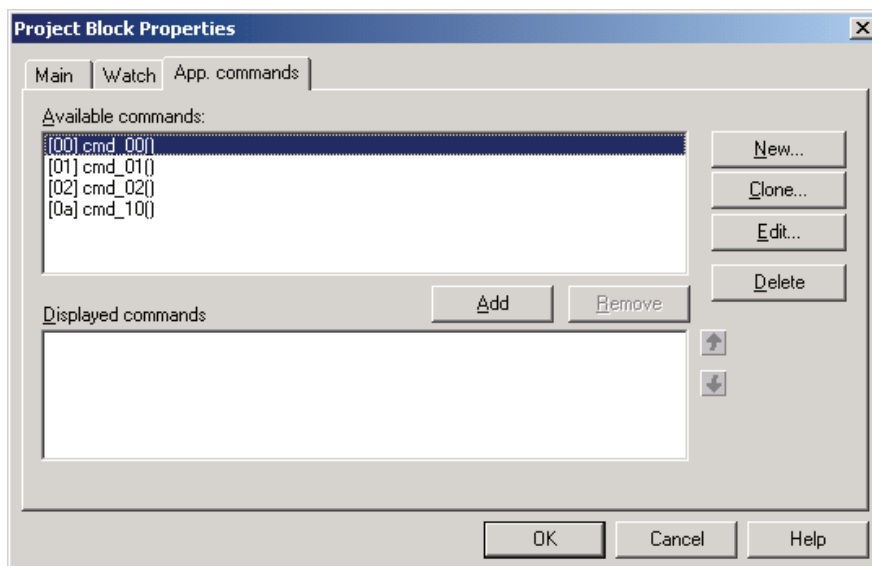 Project Block Properties
Main Watch App. commands
Available commands:
[00] cmd_00()
[01] cmd_01()
[02] cmd_02()
[0a] cmd_10()
New...
Clone...
Edit...
Delete
Add Remove
Displayed commands
OK Cancel Help